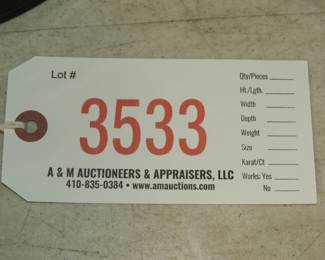 Lot #
3533
A & M AUCTIONEERS & APPRAISERS, LLC
410-835-0384 • www.amauctions.com
Qty/Pieces
Ht./Lgth.
Width
Depth
Weight
Size
Karat/Ct
Works: Yes
No